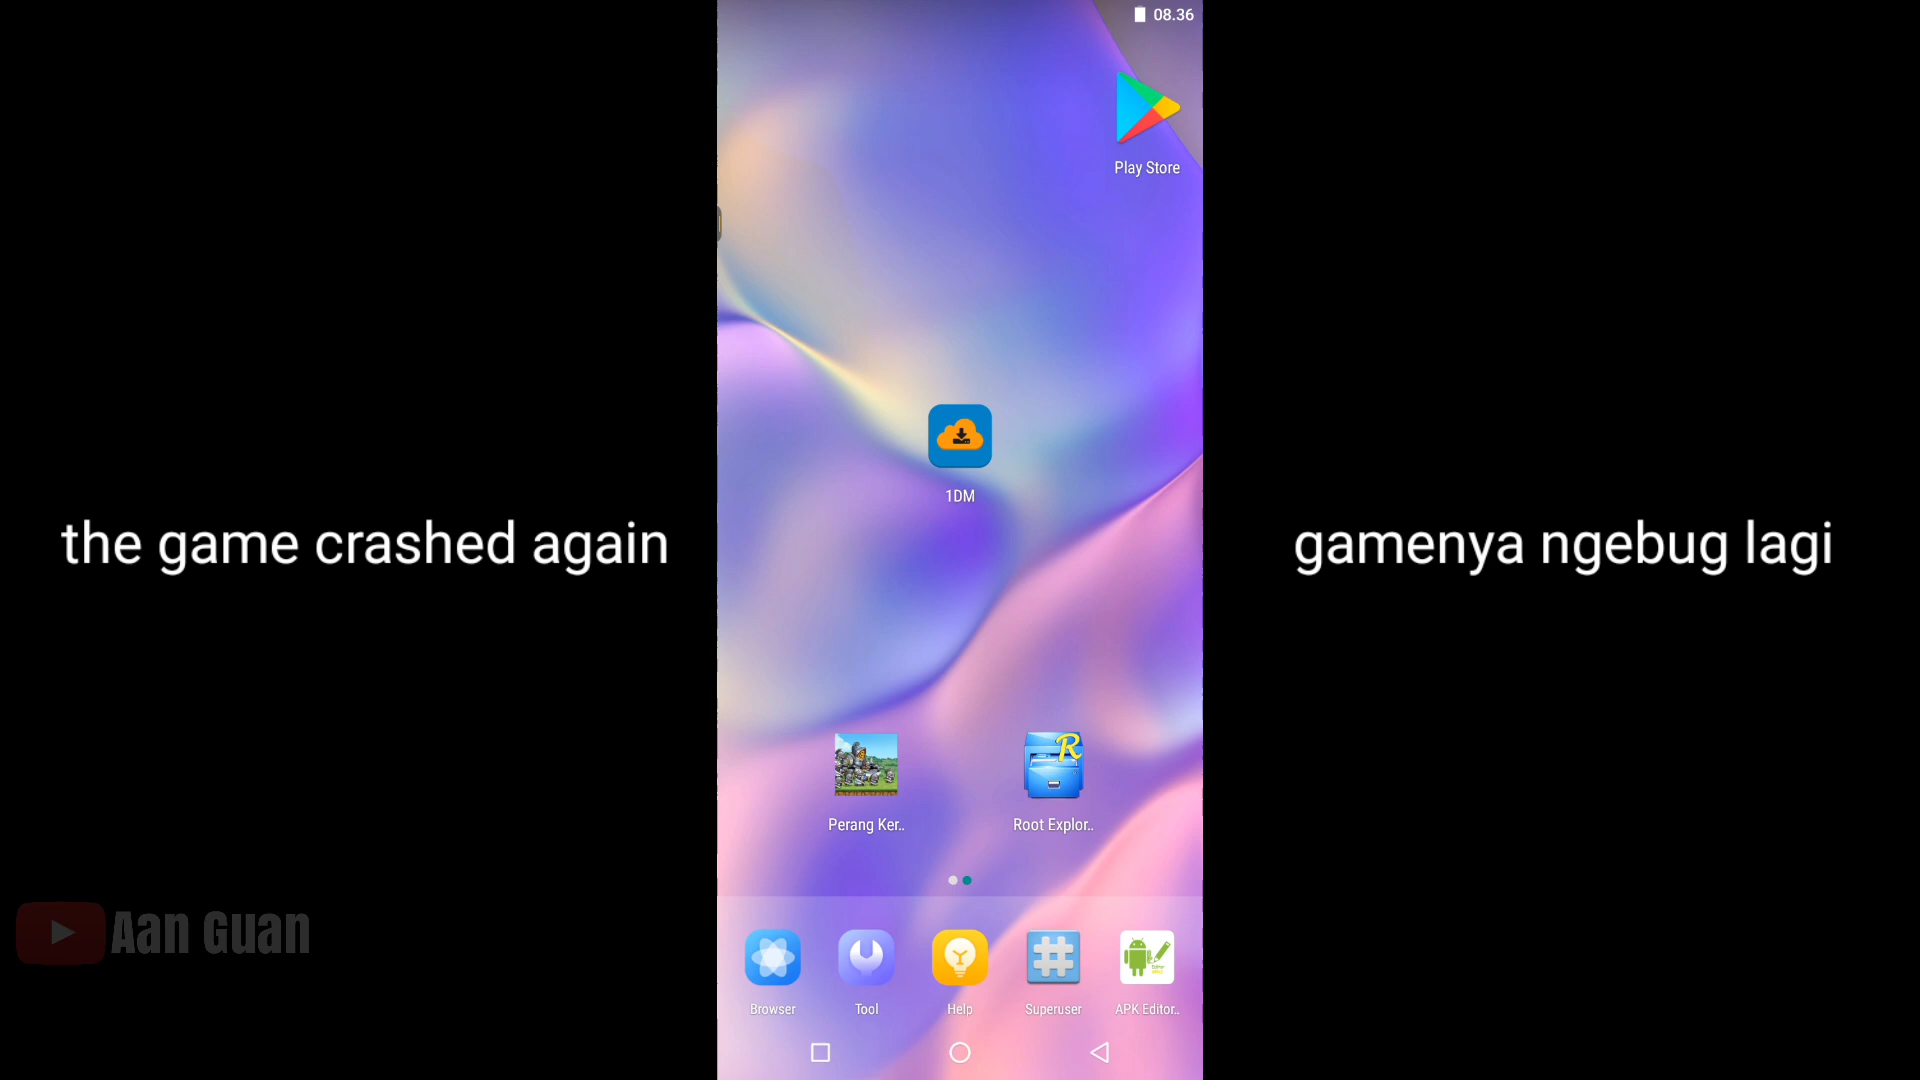 08.36
Play Store
1DM
the game crashed again
gamenya ngebug lagi
Perang Ker..
Root Explor..
Aan Guan
Browser
Tool
Help
Superuser
APK Editor..